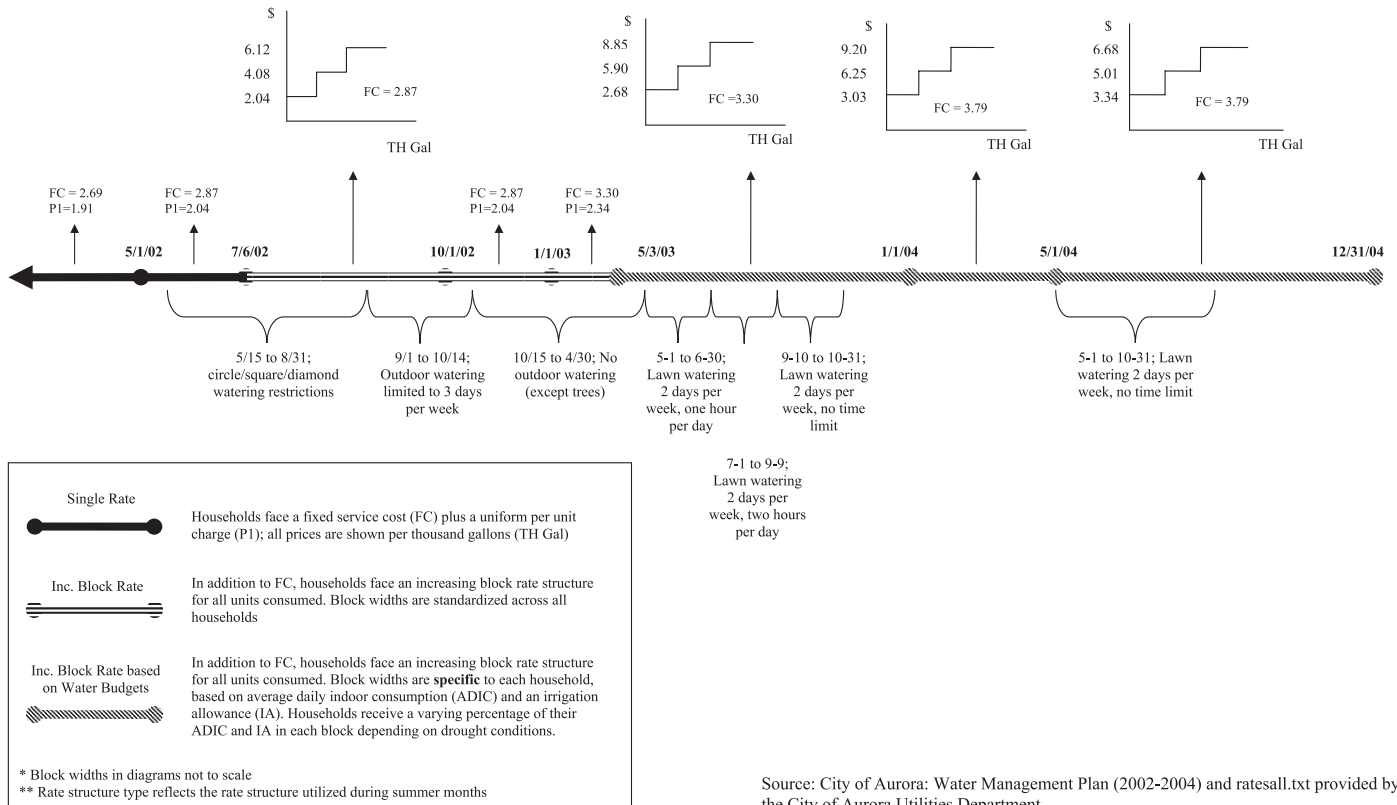 $
6.12
4.08
2.04
FC = 2.87
TH Gal
$
8.85
5.90
2.68
FC =3.30
TH Gal
$
9.20
6.25
3.03
FC = 3.79
TH Gal
$
6.68
5.01
3.34
FC = 3.79
TH Gal
FC = 2.69
P1=1.91
FC = 2.87
P1=2.04
FC = 2.87
P1=2.04
FC = 3.30
P1=2.34
5/1/02
7/6/02
10/1/02
1/1/03
5/3/03
1/1/04
5/1/04
12/31/04
5/15 to 8/31;
circle/square/diamond
watering restrictions
9/1 to 10/14;
Outdoor watering
limited to 3 days
per week
10/15 to 4/30; No
outdoor watering
(except trees)
5-1 to 6-30;
Lawn watering
2 days per
week, one hour
per day
7-1 to 9-9;
Lawn watering
2 days per
week, two hours
per day
9-10 to 10-31;
Lawn watering
2 days per
week, no time
limit
5-1 to 10-31; Lawn
watering 2 days per
week, no time limit
Single Rate
Households face a fixed service cost (FC) plus a uniform per unit
charge (P1); all prices are shown per thousand gallons (TH Gal)
Inc. Block Rate
In addition to FC, households face an increasing block rate structure
for all units consumed. Block widths are standardized across all
households
Inc. Block Rate based
on Water Budgets
In addition to FC, households face an increasing block rate structure
for all units consumed. Block widths are specific to each household,
based on average daily indoor consumption (ADIC) and an irrigation
allowance (IA). Households receive a varying percentage of their
ADIC and IA in each block depending on drought conditions.
* Block widths in diagrams not to scale
** Rate structure type reflects the rate structure utilized during summer months
Source: City of Aurora: Water Management Plan (2002-2004) and ratesall.txt provided by
the City of Aurora Utilities Department